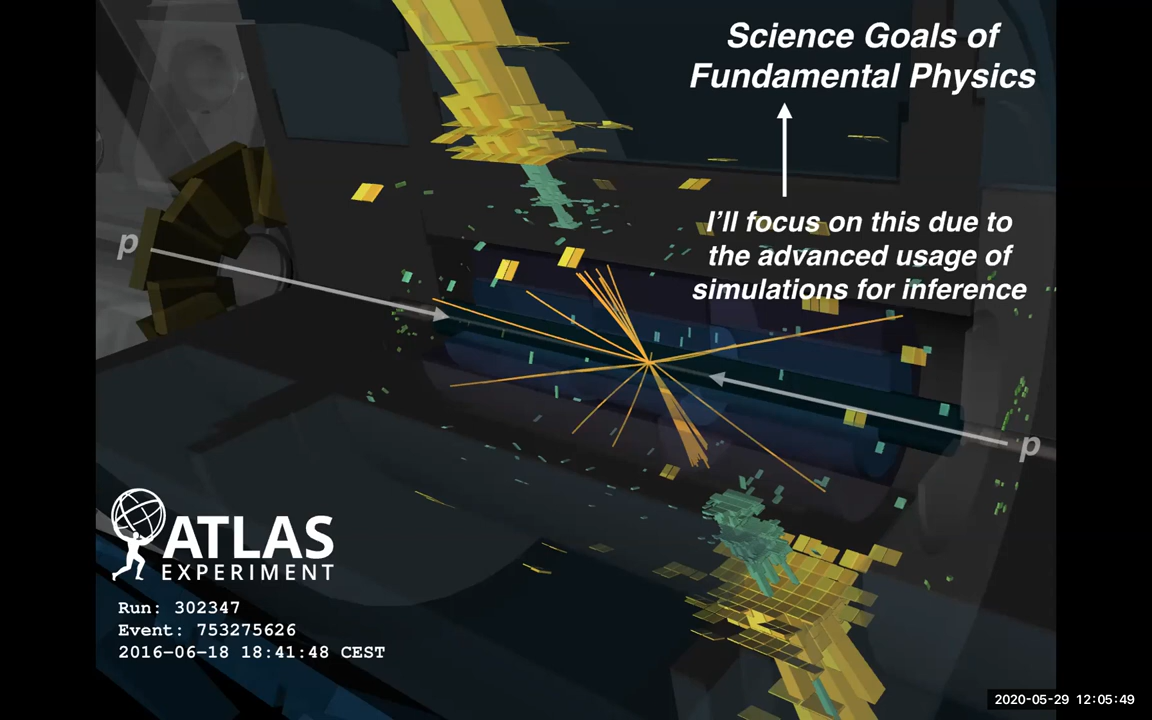 Science Goals of
Fundamental Physics
I'll focus on this due to
the advanced usage of
simulations for inference
p
p
ATLAS
EXPERIMENT
Run: 302347
Event: 753275626
2016-06-18 18:41:48 CEST
2020-05-29 12:05:49